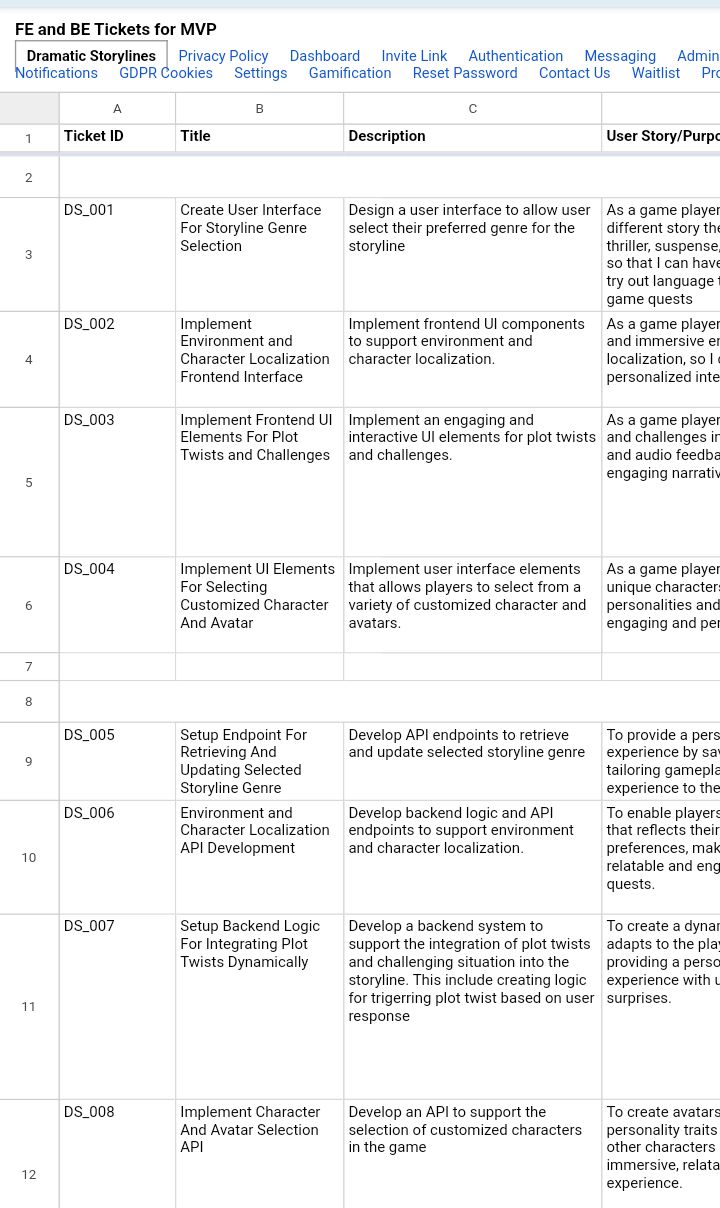 FE and BE Tickets for MVP
Dramatic Storylines Privacy Policy Dashboard Invite Link Authentication Messaging Admin
Notifications GDPR Cookies Settings Gamification Reset Password Contact Us Waitlist
A B C
1 Ticket ID Title Description User Story/Purpo
2
3
DS_001
Create User Interface
For Storyline Genre
Selection
Design a user interface to allow user
select their preferred genre for the
storyline
As a game player
different story the
thriller, suspense,
so that I can have
try out language t
game quests
4
DS_002
Implement
Environment and
Character Localization
Frontend Interface
Implement frontend UI components
to support environment and
character localization.
As a game player
and immersive en
localization, so I c
personalized inte
5
DS_003
Implement Frontend UI
Elements For Plot
Twists and Challenges
Implement an engaging and
interactive UI elements for plot twists
and challenges.
As a game player
and challenges in
and audio feedba
engaging narrativ
6
DS_004
Implement UI Elements
For Selecting
Customized Character
And Avatar
Implement user interface elements
that allows players to select from a
variety of customized character and
avatars.
As a game player
unique characters
personalities and
engaging and per
7
8
9
DS_005
Setup Endpoint For
Retrieving And
Updating Selected
Storyline Genre
Develop API endpoints to retrieve
and update selected storyline genre
To provide a pers
experience by sav
tailoring gamepla
experience to the
10
DS_006
Environment and
Character Localization
API Development
Develop backend logic and API
endpoints to support environment
and character localization.
To enable players
that reflects their
preferences, mak
relatable and eng
quests.
11
DS_007
Setup Backend Logic
For Integrating Plot
Twists Dynamically
Develop a backend system to
support the integration of plot twists
and challenging situation into the
storyline. This include creating logic
for trigerring plot twist based on user
response
To create a dynar
adapts to the play
providing a perso
experience with u
surprises.
12
DS_008
Implement Character
And Avatar Selection
API
Develop an API to support the
selection of customized characters
in the game
To create avatars
personality traits
other characters
immersive, relata
experience.